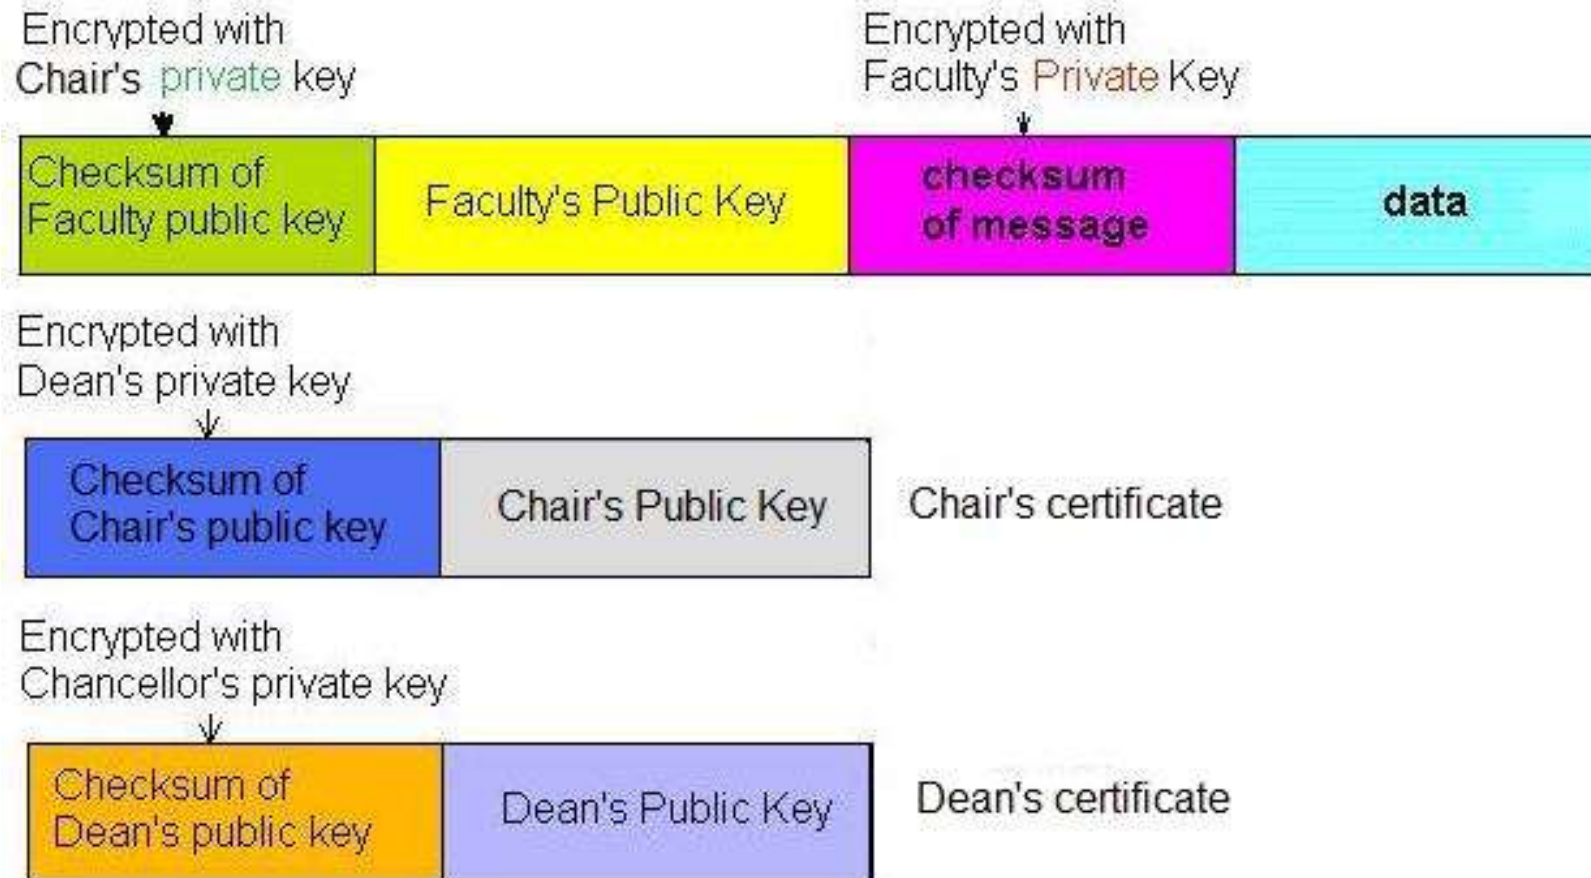 Encrypted with
Chair's private key
Encrypted with
Faculty's Private Key
Checksum of
Faculty public key
Faculty's Public Key
checksum
of message
data
Encrypted with
Dean's private key
Checksum of
Chair's public key
Chair's Public Key
Chair's certificate
Encrypted with
Chancellor's private key
Checksum of
Dean's public key
Dean's Public Key
Dean's certificate